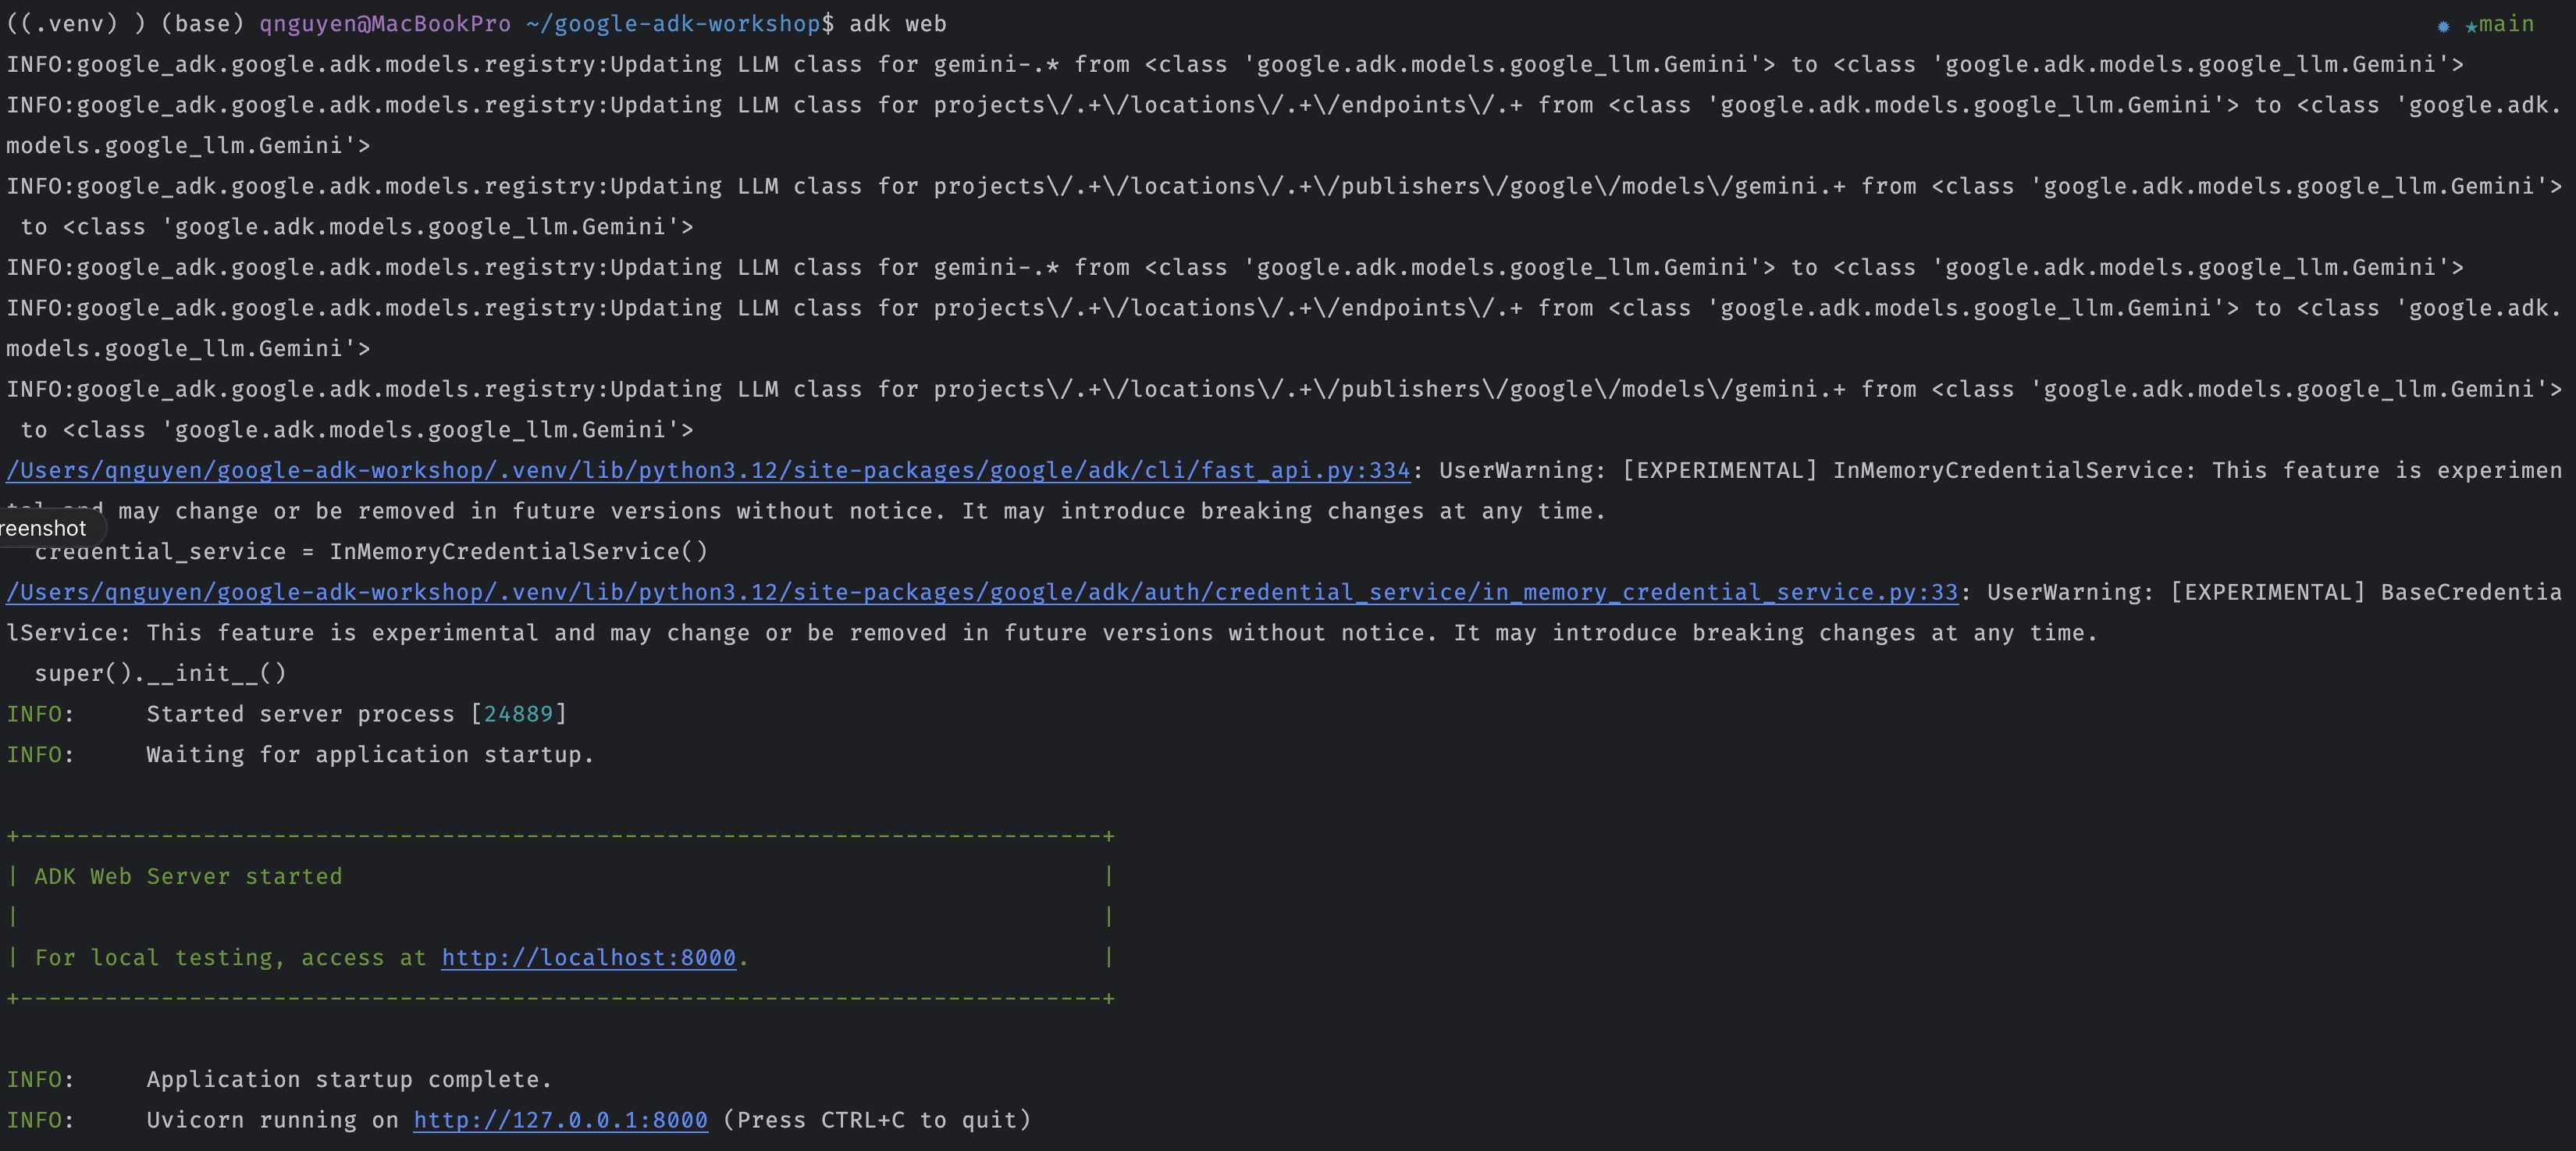 ((.venv) ) (base) qnguyen@MacBookPro ~/google-adk-workshop$ adk web ★main
INFO:google_adk.google.adk.models.registry:Updating LLM class for gemini-.* from <class 'google.adk.models.google_llm.Gemini'> to <class 'google.adk.models.google_llm.Gemini'>
INFO:google_adk.google.adk.models.registry:Updating LLM class for projects\/.+\/locations\/.+\/endpoints\/.+ from <class 'google.adk.models.google_llm.Gemini'> to <class 'google.adk.
models.google_llm.Gemini'>
INFO:google_adk.google.adk.models.registry:Updating LLM class for projects\/.+\/locations\/.+\/publishers\/google\/models\/gemini.+ from <class 'google.adk.models.google_llm.Gemini'>
 to <class 'google.adk.models.google_llm.Gemini'>
INFO:google_adk.google.adk.models.registry:Updating LLM class for gemini-.* from <class 'google.adk.models.google_llm.Gemini'> to <class 'google.adk.models.google_llm.Gemini'>
INFO:google_adk.google.adk.models.registry:Updating LLM class for projects\/.+\/locations\/.+\/endpoints\/.+ from <class 'google.adk.models.google_llm.Gemini'> to <class 'google.adk.
models.google_llm.Gemini'>
INFO:google_adk.google.adk.models.registry:Updating LLM class for projects\/.+\/locations\/.+\/publishers\/google\/models\/gemini.+ from <class 'google.adk.models.google_llm.Gemini'>
 to <class 'google.adk.models.google_llm.Gemini'>
/Users/qnguyen/google-adk-workshop/.venv/lib/python3.12/site-packages/google/adk/cli/fast_api.py:334: UserWarning: [EXPERIMENTAL] InMemoryCredentialService: This feature is experimen
tal and may change or be removed in future versions without notice. It may introduce breaking changes at any time.
reenshot
  credential_service = InMemoryCredentialService()
/Users/qnguyen/google-adk-workshop/.venv/lib/python3.12/site-packages/google/adk/auth/credential_service/in_memory_credential_service.py:33: UserWarning: [EXPERIMENTAL] BaseCredentia
lService: This feature is experimental and may change or be removed in future versions without notice. It may introduce breaking changes at any time.
  super().__init__()
INFO:     Started server process [24889]
INFO:     Waiting for application startup.
+-----------------------------------------------------------------------------+
| ADK Web Server started                                                      |
|                                                                             |
| For local testing, access at http://localhost:8000.                         |
+-----------------------------------------------------------------------------+
INFO:     Application startup complete.
INFO:     Uvicorn running on http://127.0.0.1:8000 (Press CTRL+C to quit)